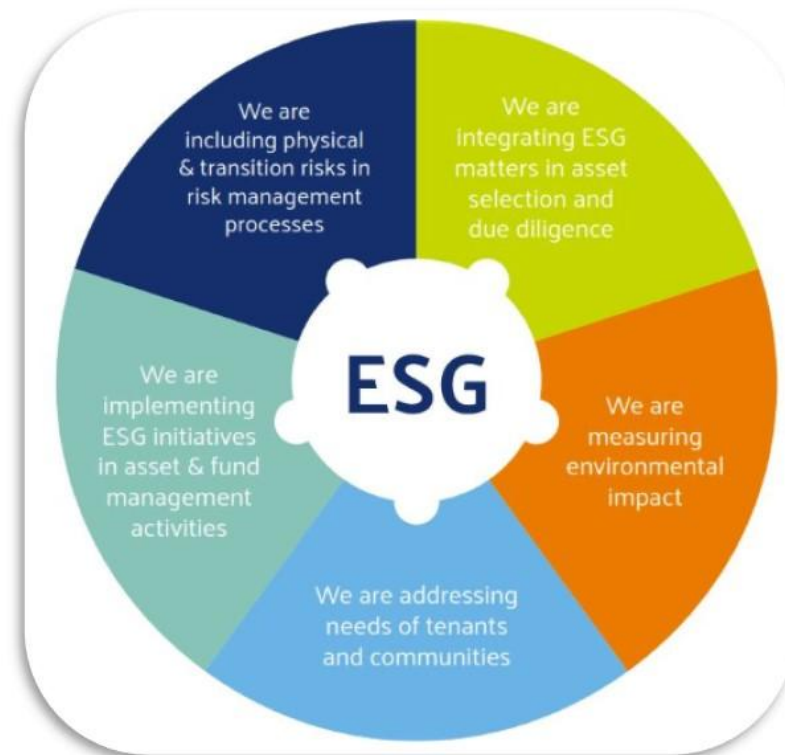 We are
including physical
& transition risks in
risk management
processes
We are
integrating ESG
matters in asset
selection and
due diligence
ESG
We are
implementing
ESG initiatives
in asset & fund
management
activities
We are
measuring
environmental
impact
We are addressing
needs of tenants
and communities